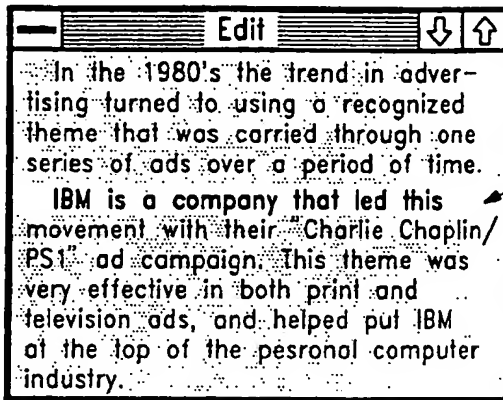 Edit
In the 1980's the trend in adver-
tising turned to using a recognized
theme that was carried through one
series of ads over a period of time.
IBM is a company that led this
movement with their "Charlie Chaplin/
PS1" ad campaign. This theme was
very effective in both print and
television ads, and helped put IBM
at the top of the pesronal computer
industry.